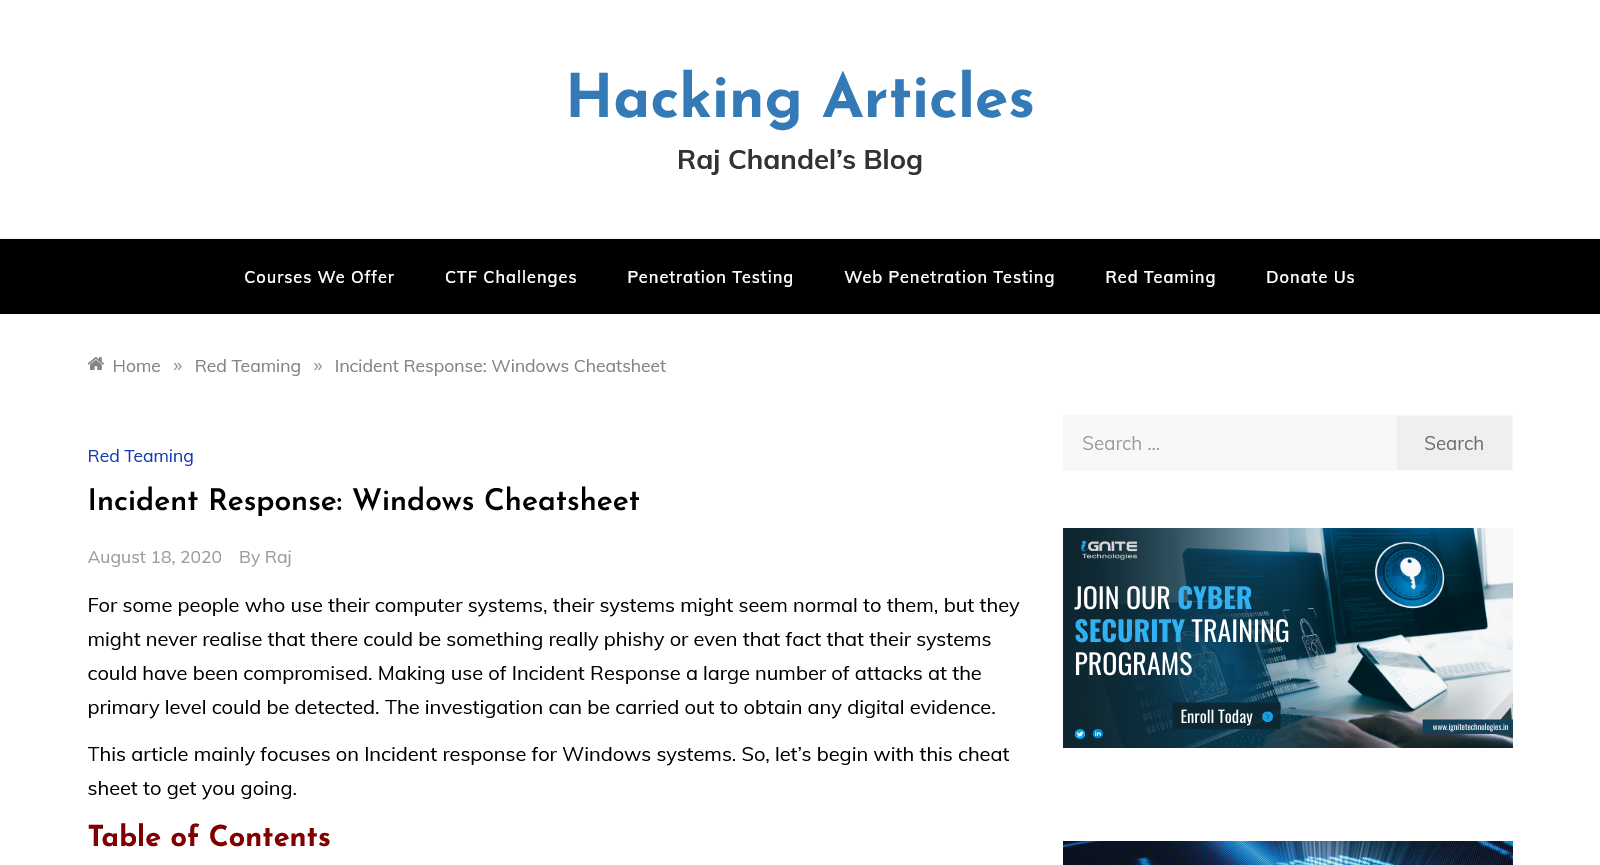 Hacking Articles
Raj Chandel’s Blog
Courses We Offer CTF Challenges Penetration Testing Web Penetration Testing Red Teaming Donate Us
Home » Red Teaming » Incident Response: Windows Cheatsheet
Red Teaming
Incident Response: Windows Cheatsheet
August 18, 2020 By Raj
For some people who use their computer systems, their systems might seem normal to them, but they
might never realise that there could be something really phishy or even that fact that their systems
could have been compromised. Making use of Incident Response a large number of attacks at the
primary level could be detected. The investigation can be carried out to obtain any digital evidence.
This article mainly focuses on Incident response for Windows systems. So, let’s begin with this cheat
sheet to get you going.
Table of Contents
Search …
Search
iGNITE
Technologies
JOIN OUR CYBER
SECURITY TRAINING
PROGRAMS
Enroll Today
www.ignitetechnologies.in